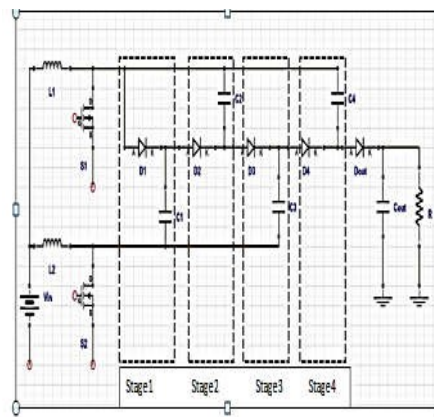 L1
C2
C4
S1
D1
D2
D3
D4
Dout
C1
C3
Cout
R
L2
Vin
S2
Stage1
Stage2
Stage3
Stage4